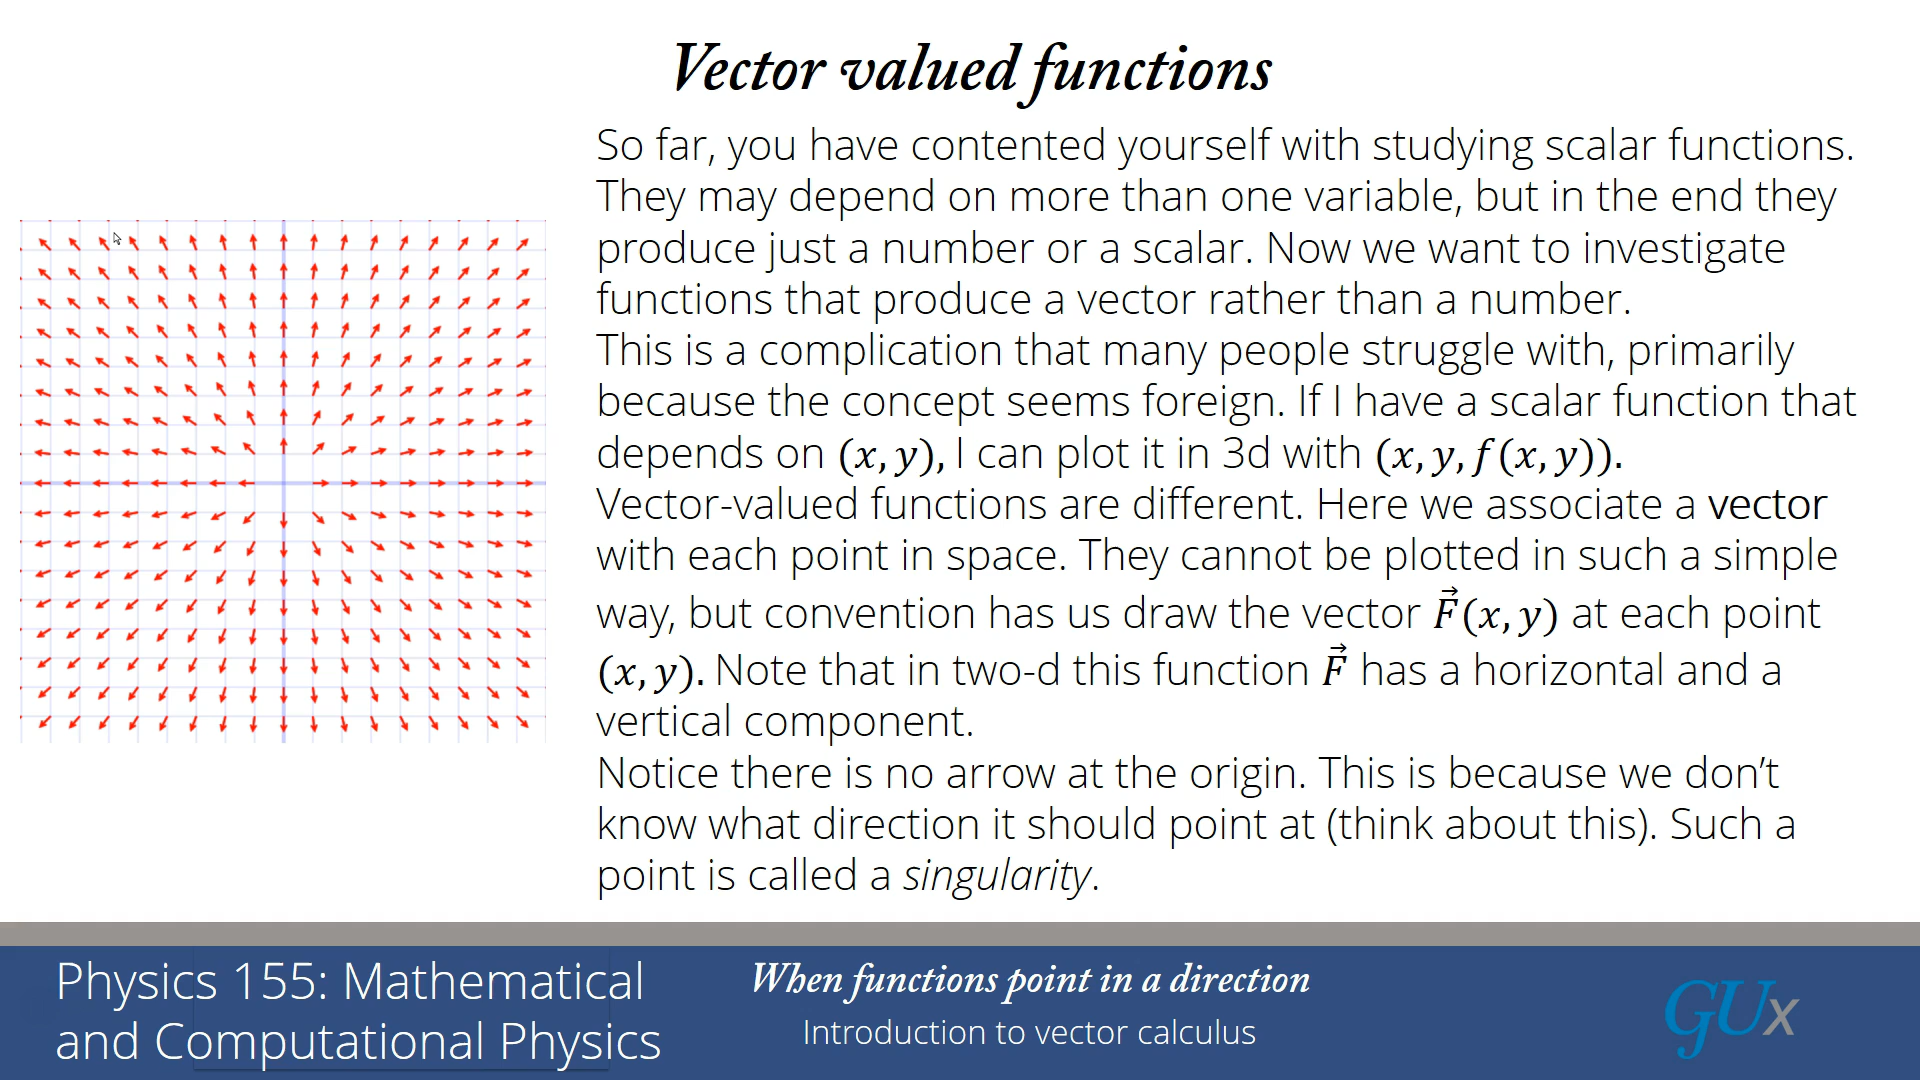 Vector valued functions
So far, you have contented yourself with studying scalar functions.
They may depend on more than one variable, but in the end they
produce just a number or a scalar. Now we want to investigate
functions that produce a vector rather than a number.
This is a complication that many people struggle with, primarily
because the concept seems foreign. If I have a scalar function that
depends on (x, y), I can plot it in 3d with (x, y, f(x, y)).
Vector-valued functions are different. Here we associate a vector
with each point in space. They cannot be plotted in such a simple
way, but convention has us draw the vector F⃗(x, y) at each point
(x, y). Note that in two-d this function F⃗ has a horizontal and a
vertical component.
Notice there is no arrow at the origin. This is because we don’t
know what direction it should point at (think about this). Such a
point is called a singularity.
Physics 155: Mathematical
and Computational Physics
When functions point in a direction
Introduction to vector calculus
GUx